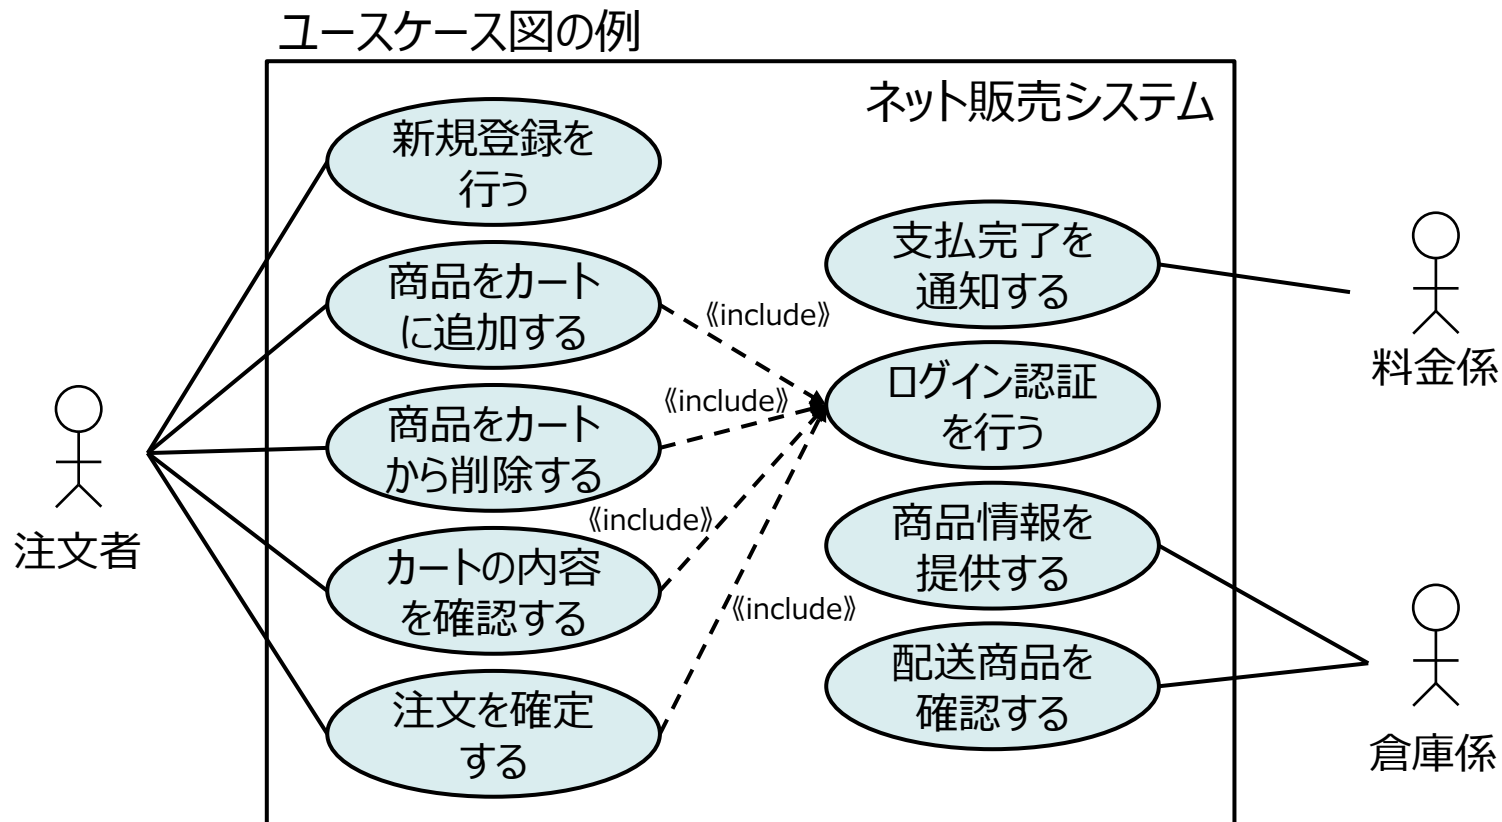 ユースケース図の例
ネット販売システム
新規登録を
行う
商品をカート
に追加する
商品をカート
から削除する
カートの内容
を確認する
注文を確定
する
《include》
《include》
《include》
《include》
支払完了を
通知する
ログイン認証
を行う
商品情報を
提供する
配送商品を
確認する
注文者
料金係
倉庫係